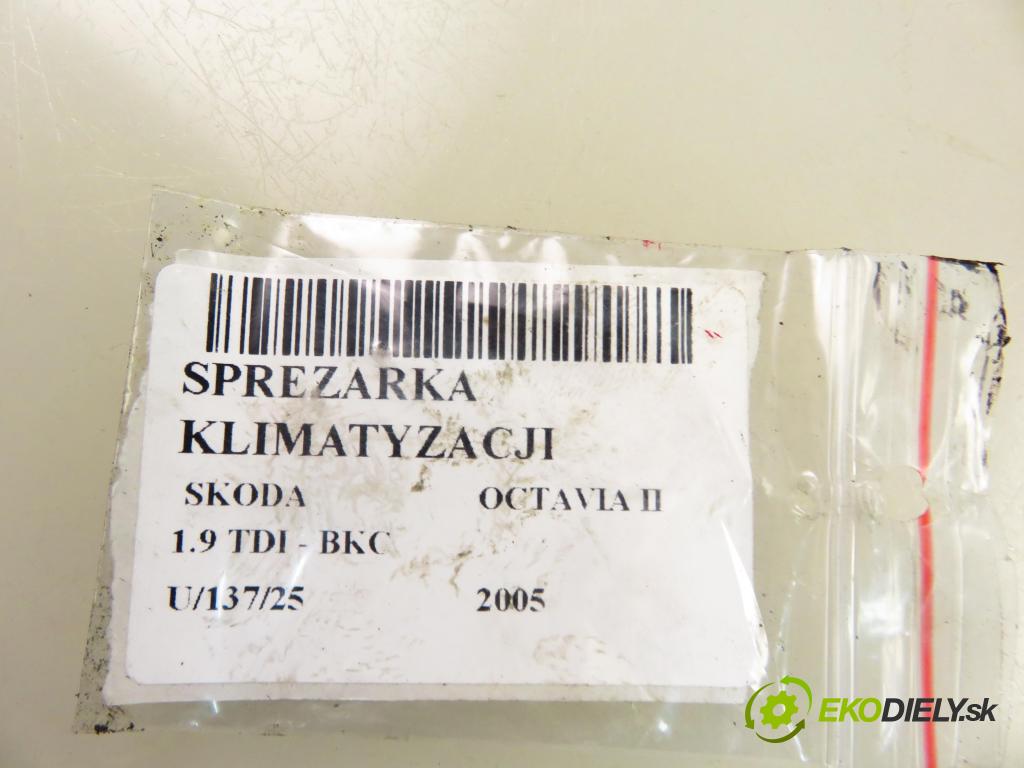 SPREZARKA
KLIMATYZACJI
SKODA OCTAVIA II
1.9 TDI - BKC
U/137/25 2005
EKODIELY.sk